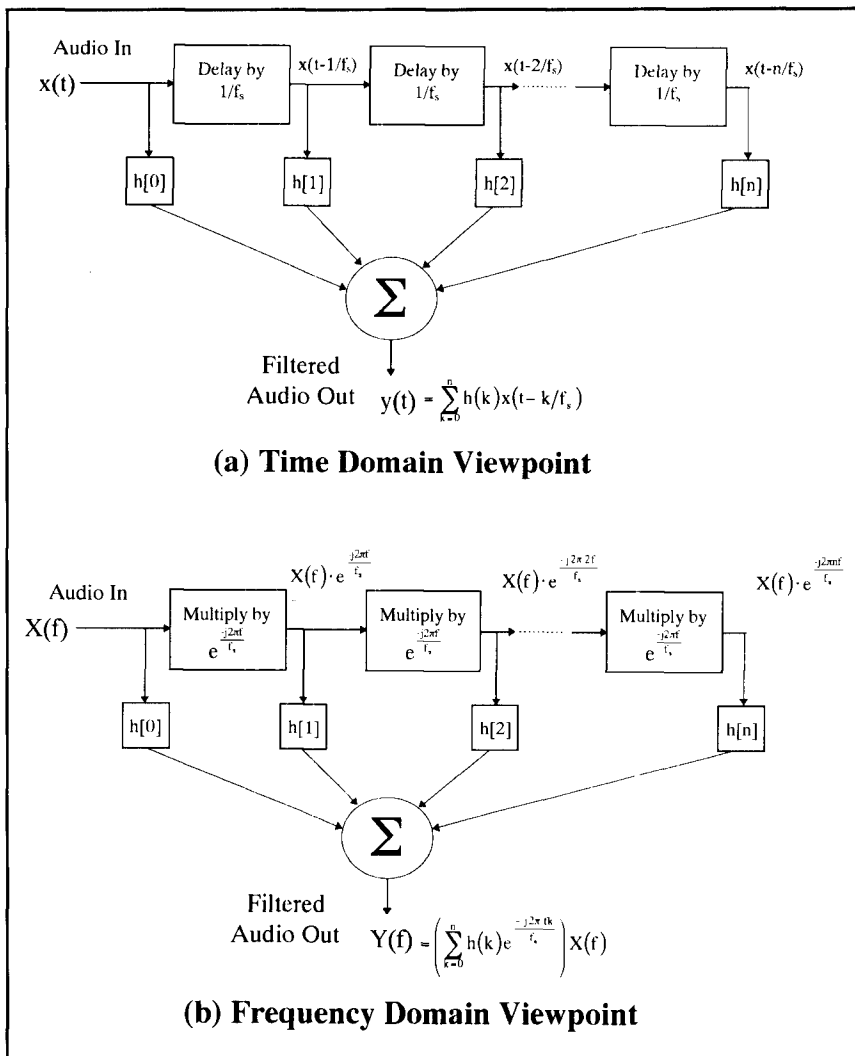 Audio In
x(t)
Delay by
1/fₛ
x(t-1/fₛ)
Delay by
1/fₛ
x(t-2/fₛ)
Delay by
1/fₛ
x(t-n/fₛ)
h[0]
h[1]
h[2]
h[n]
Σ
Filtered
Audio Out
y(t) = ∑_{k=0}^{n} h(k)x(t-k/fₛ)
(a) Time Domain Viewpoint
Audio In
X(f)
Multiply by
e^{-j2πf/fₛ}
X(f)·e^{-j2πf/fₛ}
Multiply by
e^{-j2πf/fₛ}
X(f)·e^{-j2π2f/fₛ}
Multiply by
e^{-j2πf/fₛ}
X(f)·e^{-j2πnf/fₛ}
h[0]
h[1]
h[2]
h[n]
Σ
Filtered
Audio Out
Y(f) = (∑_{k=0}^{n} h(k)e^{-j2πfk/fₛ}) X(f)
(b) Frequency Domain Viewpoint